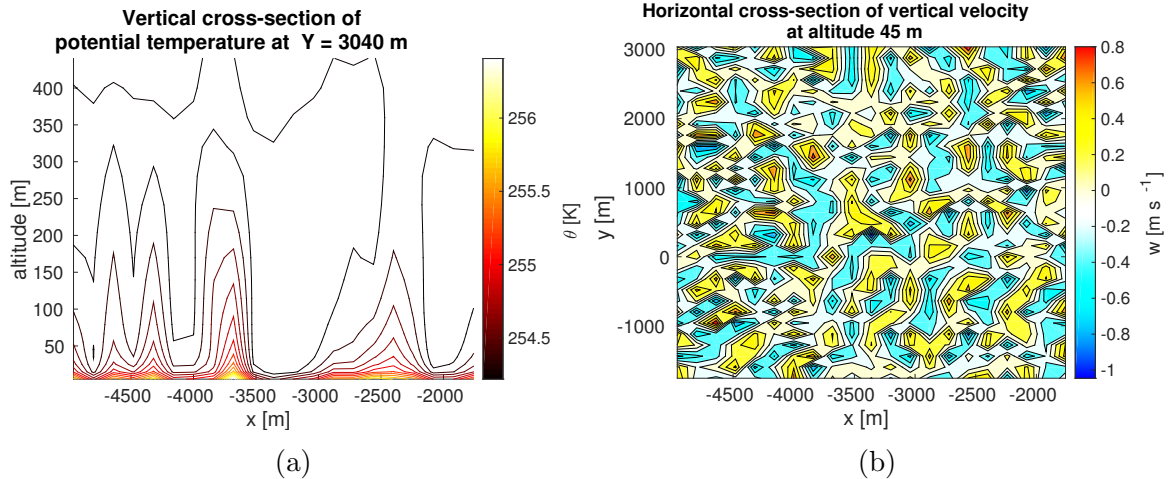 Vertical cross-section of
potential temperature at Y = 3040 m
altitude [m]
400
350
300
250
200
150
100
50
-4500 -4000 -3500 -3000 -2500 -2000
x [m]
256
255.5
255
254.5
θ [K]
(a)
Horizontal cross-section of vertical velocity
at altitude 45 m
y [m]
3000
2000
1000
0
-1000
-4500 -4000 -3500 -3000 -2500 -2000
x [m]
0.8
0.6
0.4
0.2
0
-0.2
-0.4
-0.6
-0.8
-1
w [m s⁻¹]
(b)